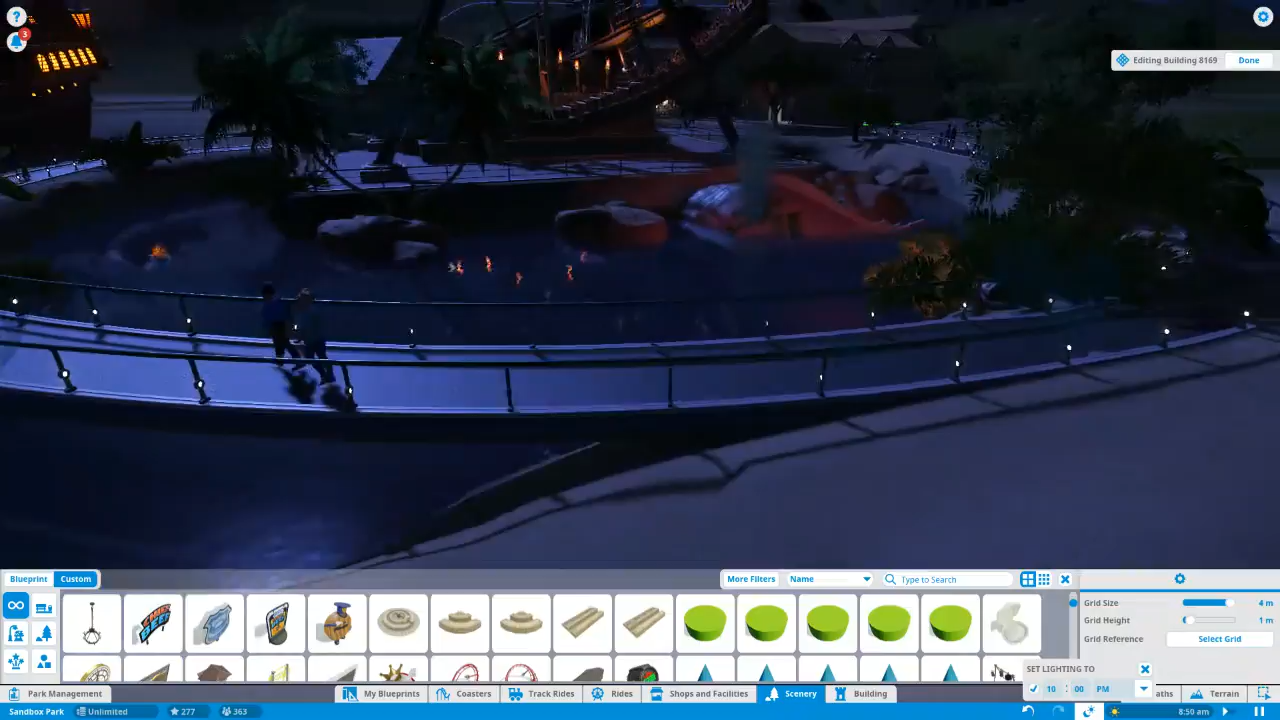 ?
3
Editing Building 8169 Done
Blueprint Custom
More Filters Name Type to Search
Grid Size 4 m
Grid Height 1 m
Grid Reference Select Grid
SET LIGHTING TO
10 : 00 PM
Park Management My Blueprints Coasters Track Rides Rides Shops and Facilities Scenery Building aths Terrain
Sandbox Park Unlimited 277 363 8:50 am